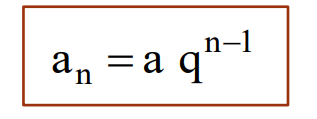 aₙ = a qⁿ⁻¹